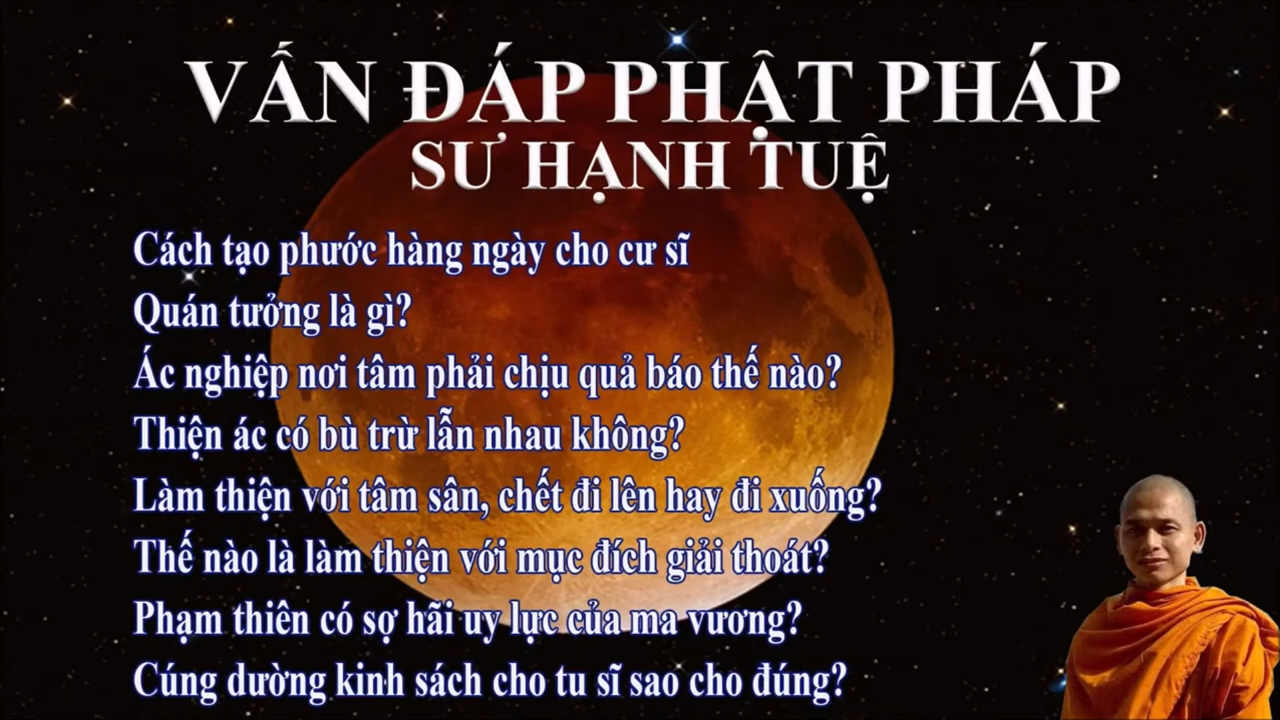 VẤN ĐÁP PHẬT PHÁP
SƯ HẠNH TUỆ
Cách tạo phước hàng ngày cho cư sĩ
Quán tưởng là gì?
Ác nghiệp nơi tâm phải chịu quả báo thế nào?
Thiện ác có bù trừ lẫn nhau không?
Làm thiện với tâm sân, chết đi lên hay đi xuống?
Thế nào là làm thiện với mục đích giải thoát?
Phạm thiên có sợ hãi uy lực của ma vương?
Cúng dường kinh sách cho tu sĩ sao cho đúng?